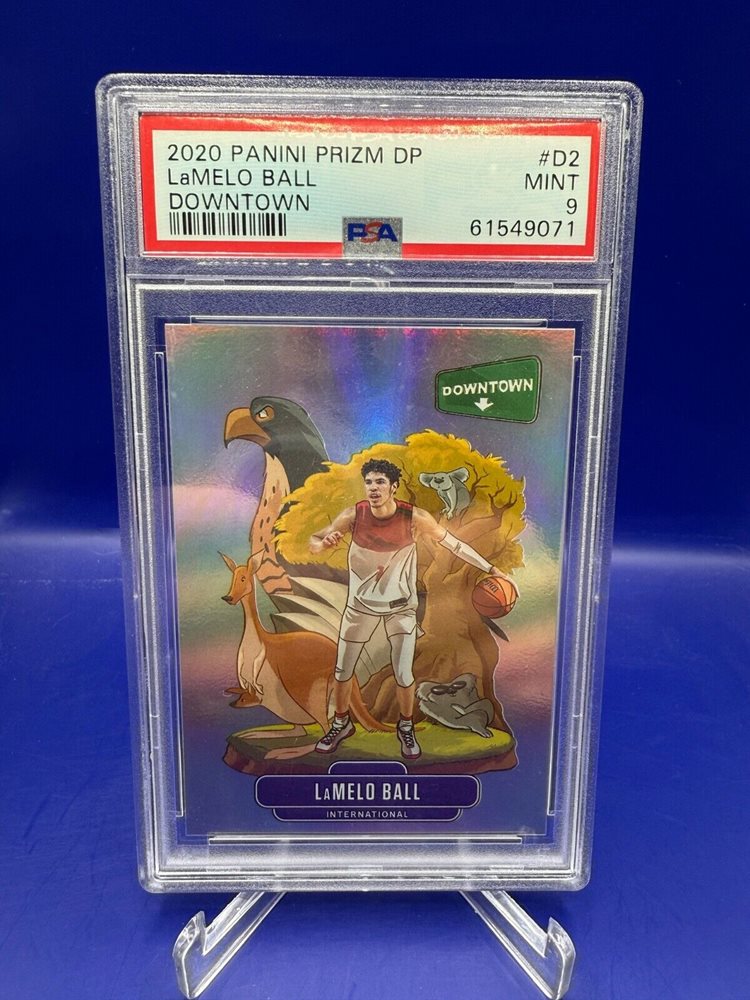 2020 PANINI PRIZM DP
LaMELO BALL
DOWNTOWN
#D2
MINT
9
61549071
PSA
DOWNTOWN
LaMELO BALL
INTERNATIONAL